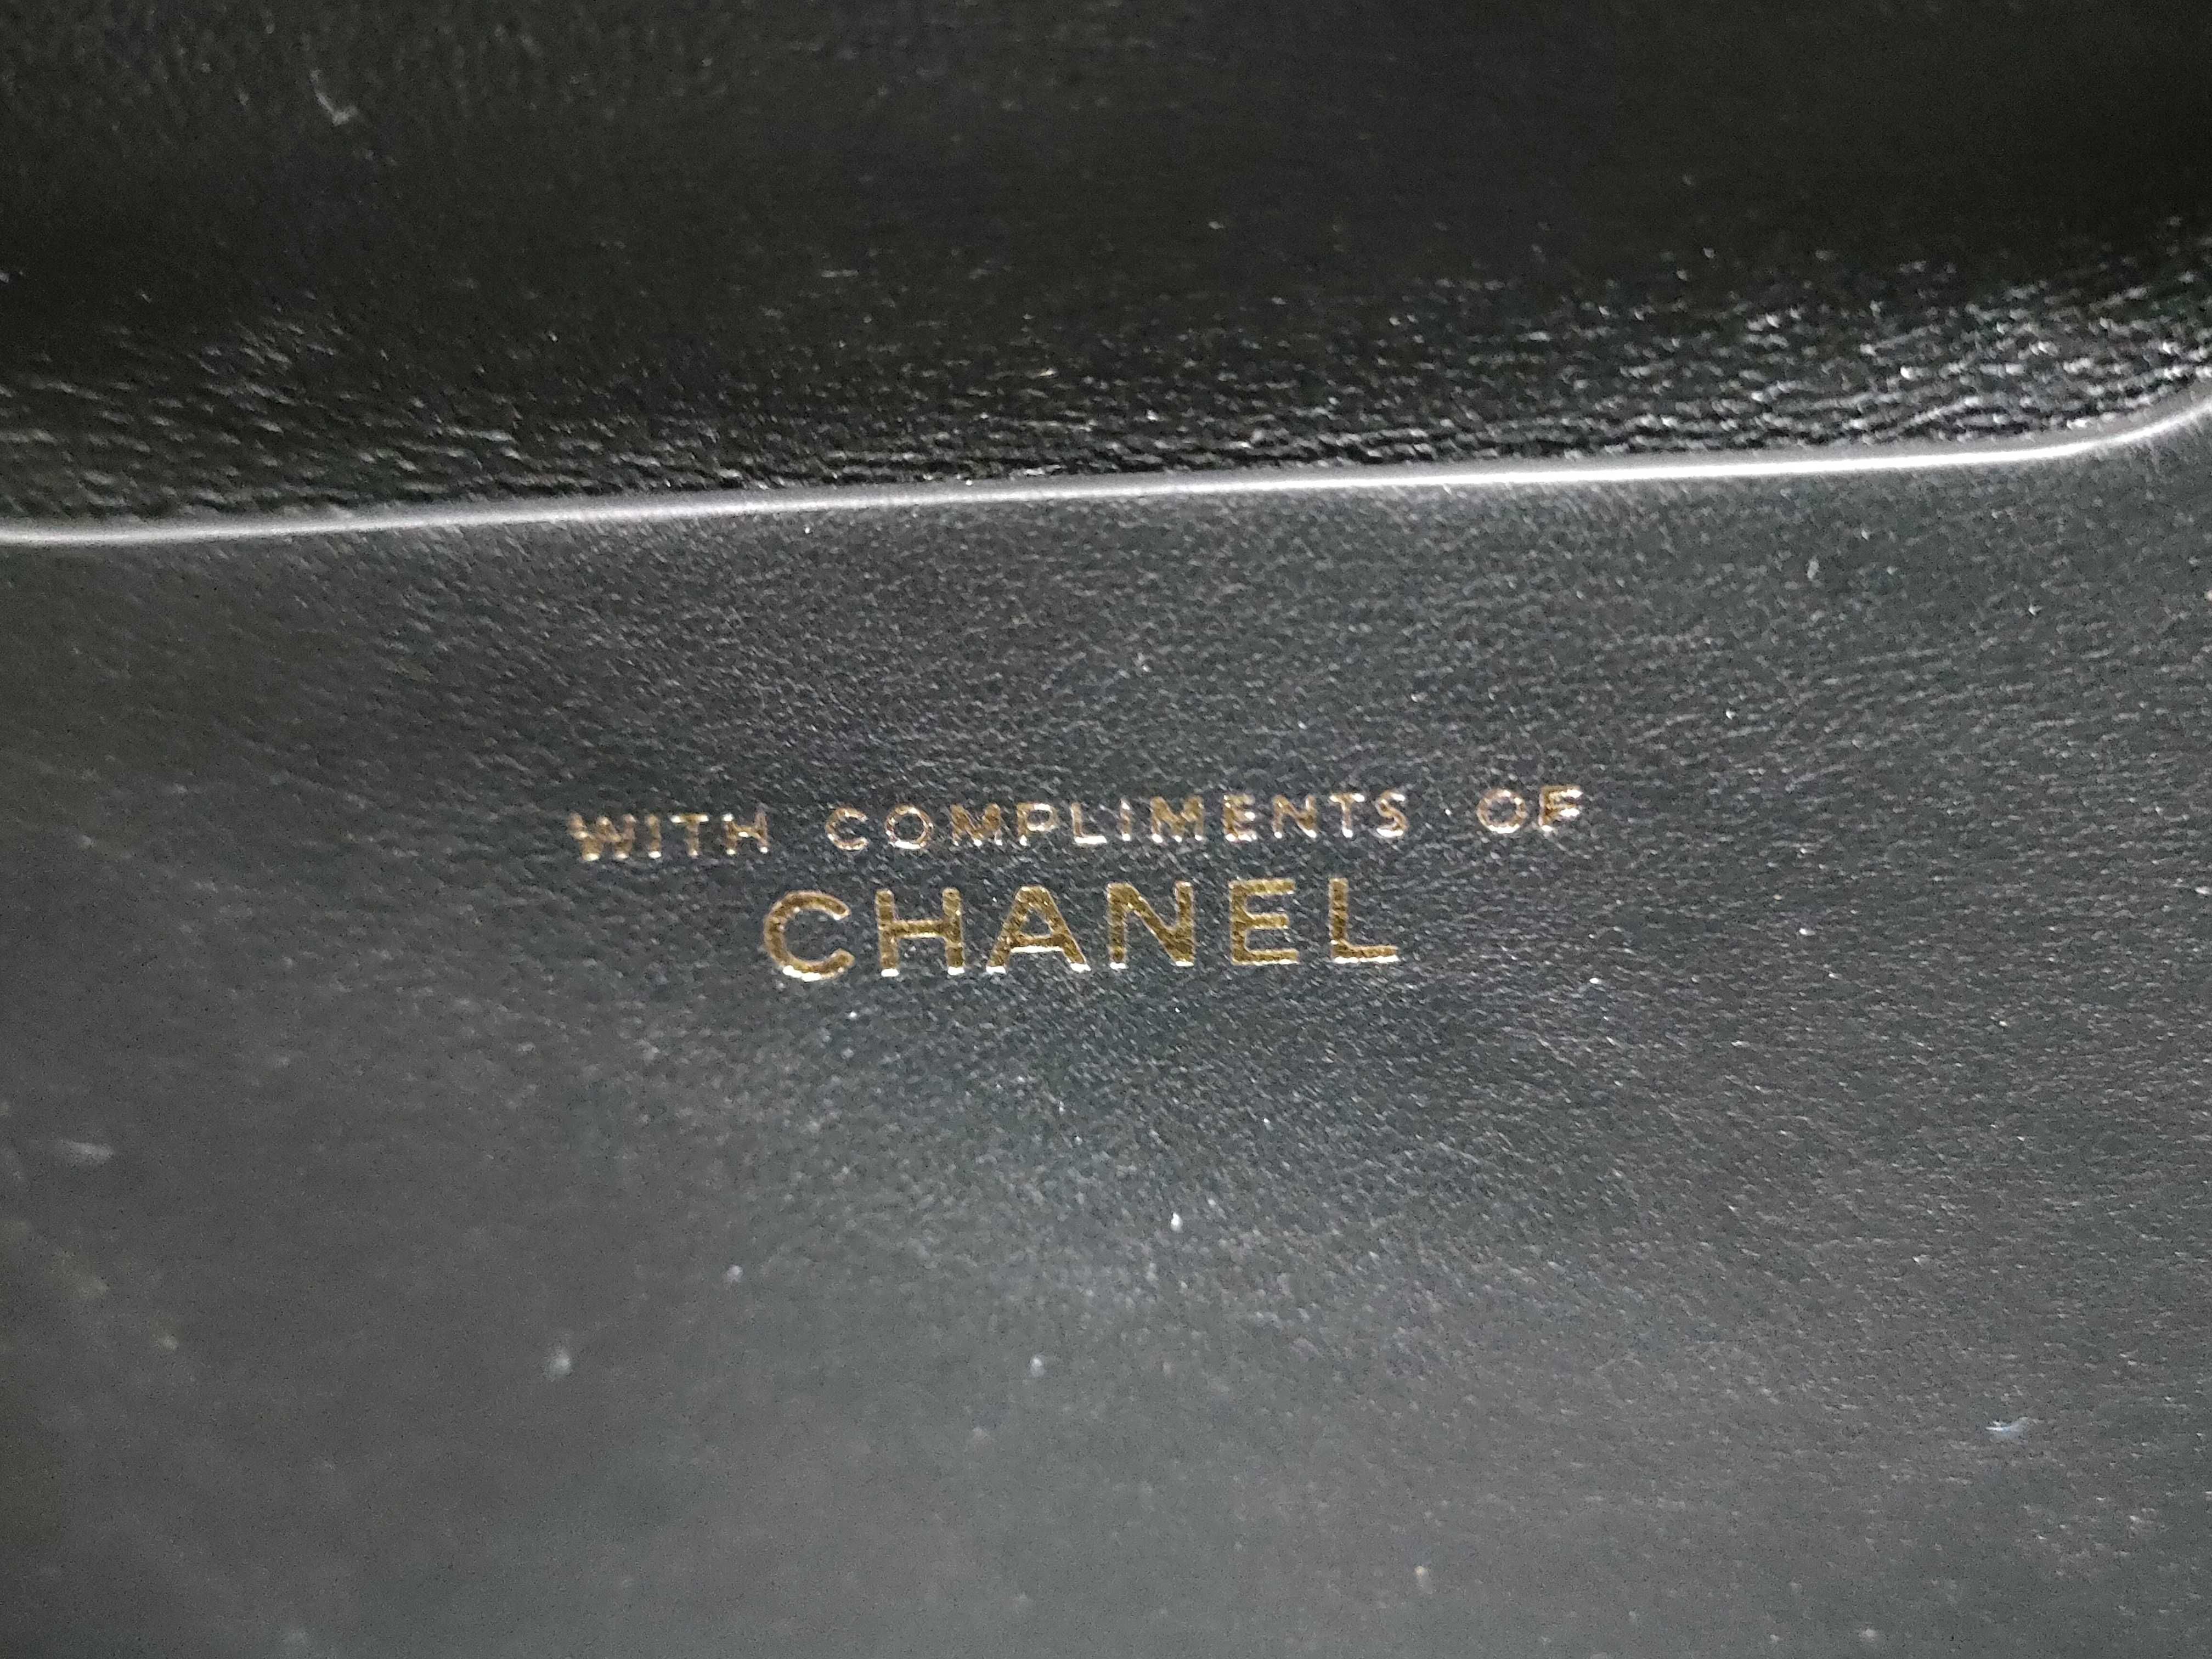 WITH COMPLIMENTS OF
CHANEL